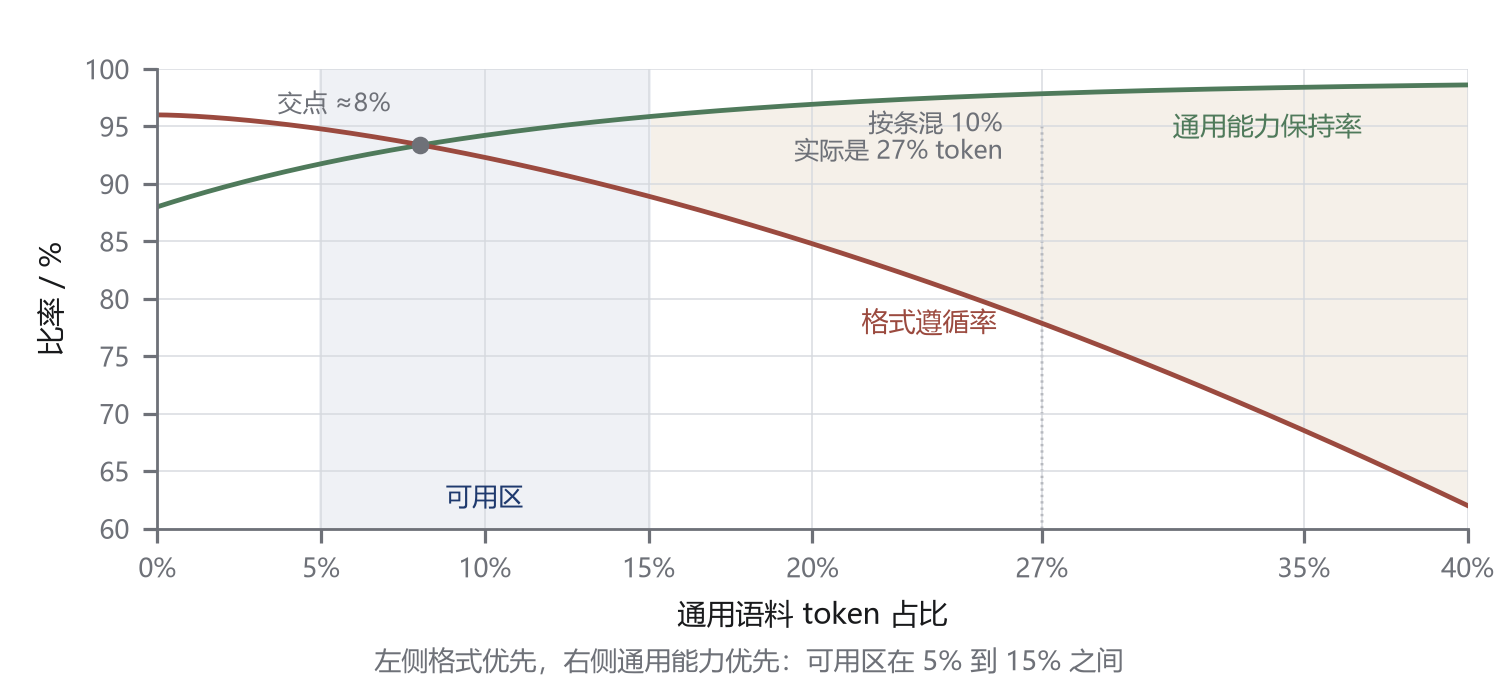 100
95
90
85
80
75
70
65
60
比率 / %
交点 ≈8%
按条混 10%
实际是 27% token
通用能力保持率
格式遵循率
可用区
0%
5%
10%
15%
20%
27%
35%
40%
通用语料 token 占比
左侧格式优先，右侧通用能力优先：可用区在 5% 到 15% 之间